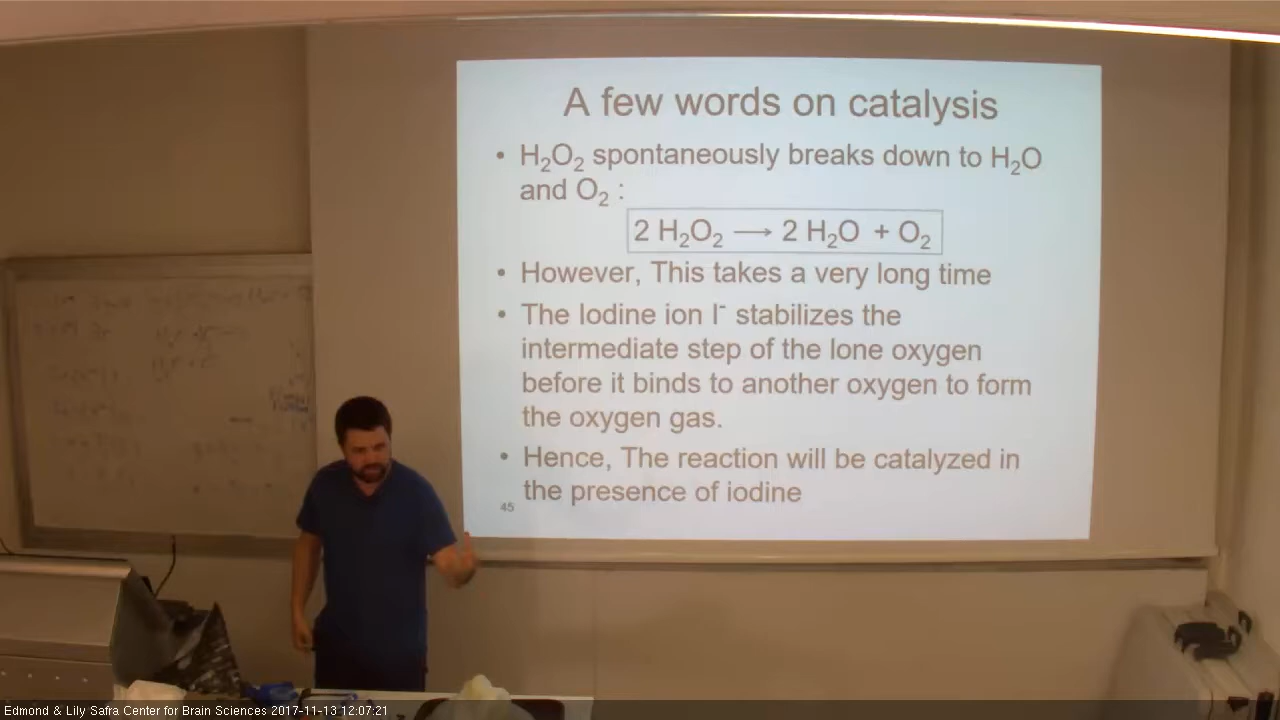 A few words on catalysis
• H₂O₂ spontaneously breaks down to H₂O
and O₂ :
2 H₂O₂ ⟶ 2 H₂O + O₂
• However, This takes a very long time
• The Iodine ion I⁻ stabilizes the
intermediate step of the lone oxygen
before it binds to another oxygen to form
the oxygen gas.
• Hence, The reaction will be catalyzed in
the presence of iodine
45
Edmond & Lily Safra Center for Brain Sciences 2017-11-13 12:07:21